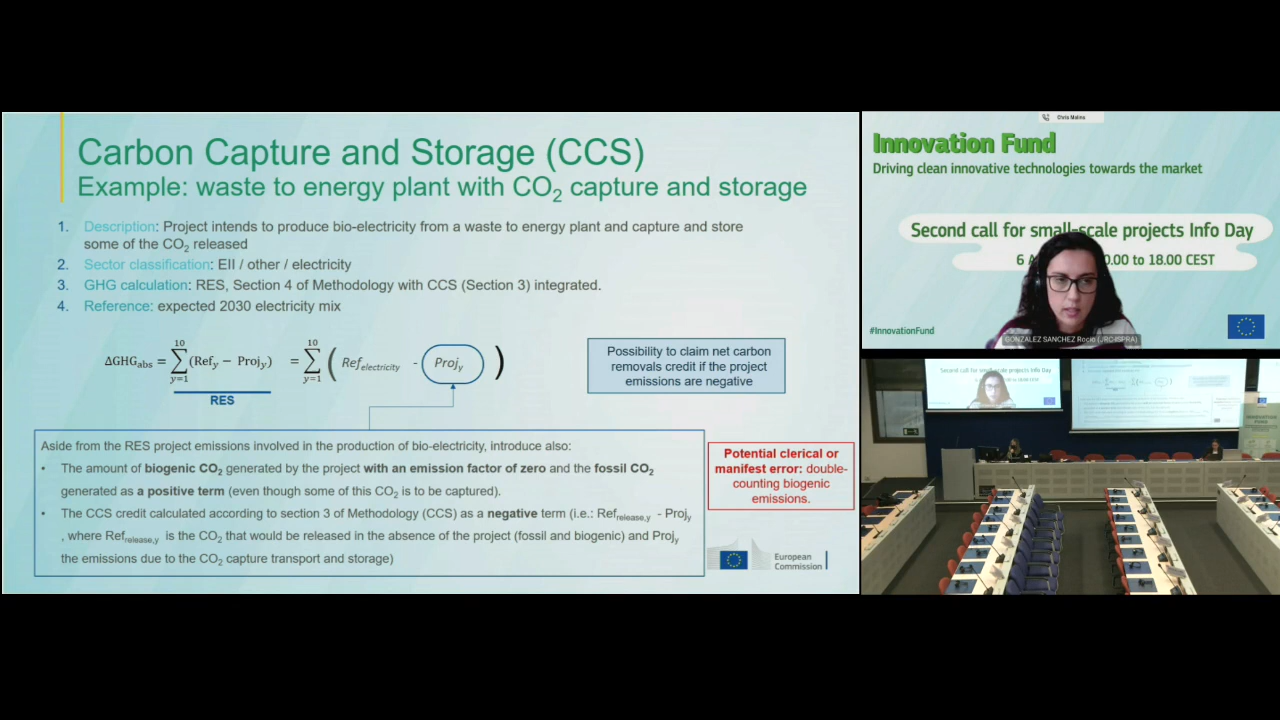 Carbon Capture and Storage (CCS)
Example: waste to energy plant with CO₂ capture and storage
1. Description: Project intends to produce bio-electricity from a waste to energy plant and capture and store
some of the CO₂ released
2. Sector classification: EII / other / electricity
3. GHG calculation: RES, Section 4 of Methodology with CCS (Section 3) integrated.
4. Reference: expected 2030 electricity mix
ΔGHG_abs = ∑_{y=1}^{10} (Ref_y − Proj_y) = ∑_{y=1}^{10} ( Ref_electricity - Proj_y )
RES
Possibility to claim net carbon
removals credit if the project
emissions are negative
Aside from the RES project emissions involved in the production of bio-electricity, introduce also:
• The amount of biogenic CO₂ generated by the project with an emission factor of zero and the fossil CO₂
generated as a positive term (even though some of this CO₂ is to be captured).
• The CCS credit calculated according to section 3 of Methodology (CCS) as a negative term (i.e.: Ref_release,y - Proj_y
, where Ref_release,y is the CO₂ that would be released in the absence of the project (fossil and biogenic) and Proj_y
the emissions due to the CO₂ capture transport and storage)
Potential clerical or
manifest error: double-
counting biogenic
emissions.
European
Commission
Chris Malins
Innovation Fund
Driving clean innovative technologies towards the market
Second call for small-scale projects Info Day
6 A 0.00 to 18.00 CEST
#InnovationFund
GONZALEZ SANCHEZ Rocio (JRC-ISPRA)
Second call for small-scale projects Info Day